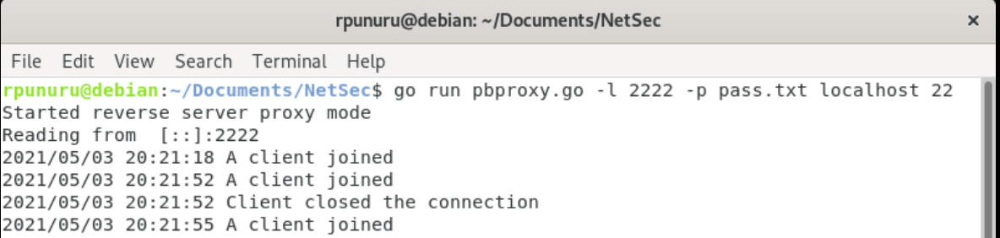 rpunuru@debian: ~/Documents/NetSec ×
File Edit View Search Terminal Help
rpunuru@debian:~/Documents/NetSec$ go run pbproxy.go -l 2222 -p pass.txt localhost 22
Started reverse server proxy mode
Reading from  [::]:2222
2021/05/03 20:21:18 A client joined
2021/05/03 20:21:52 A client joined
2021/05/03 20:21:52 Client closed the connection
2021/05/03 20:21:55 A client joined